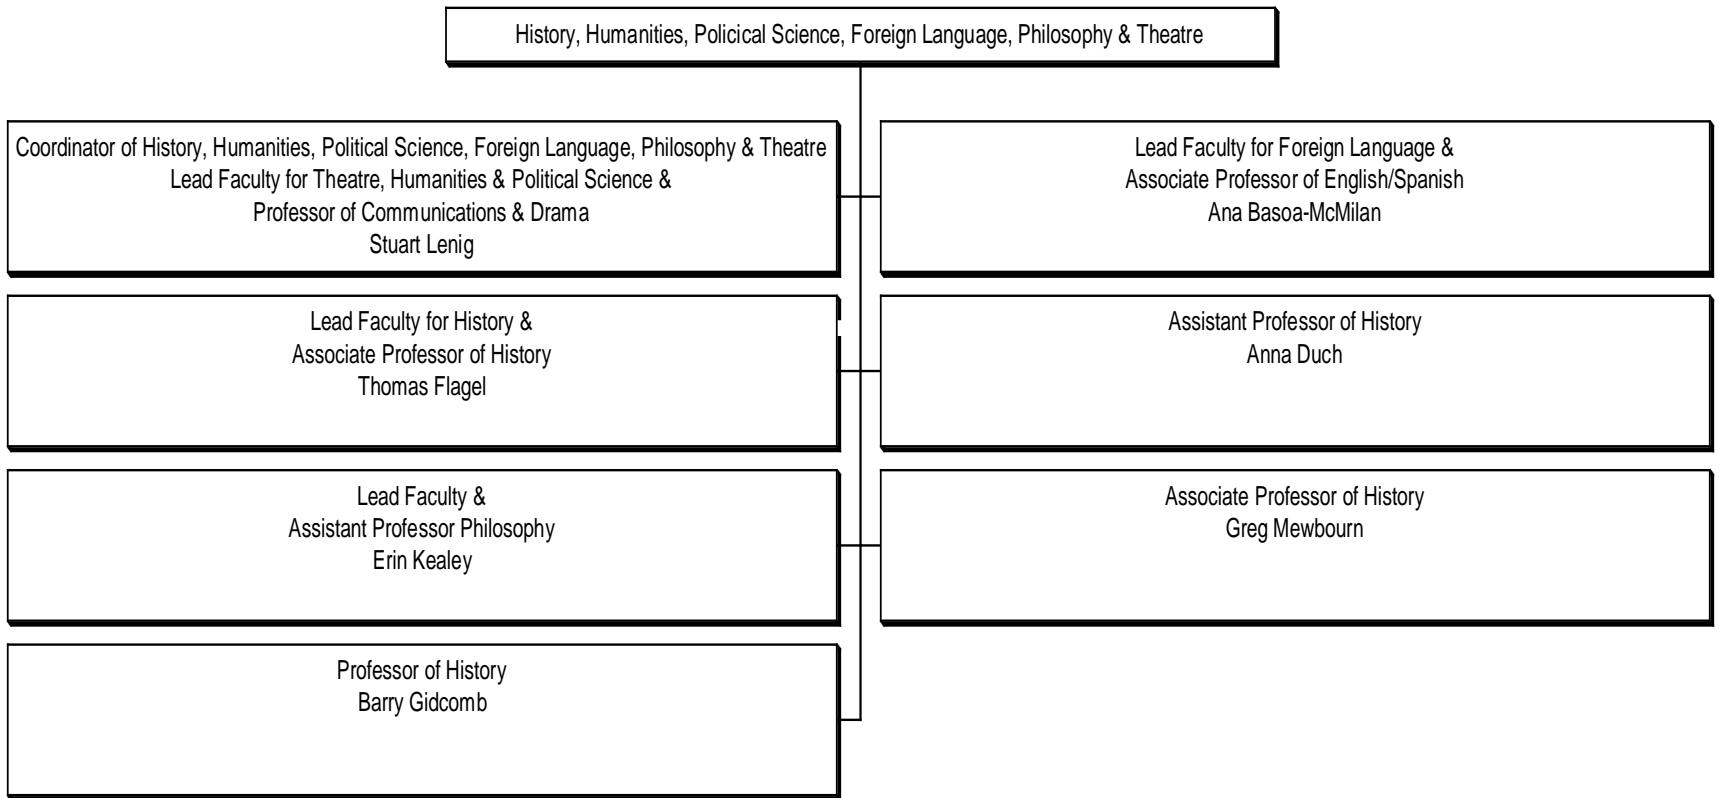 History, Humanities, Policical Science, Foreign Language, Philosophy & Theatre
Coordinator of History, Humanities, Political Science, Foreign Language, Philosophy & Theatre
Lead Faculty for Theatre, Humanities & Political Science &
Professor of Communications & Drama
Stuart Lenig
Lead Faculty for Foreign Language &
Associate Professor of English/Spanish
Ana Basoa-McMillan
Lead Faculty for History &
Associate Professor of History
Thomas Flagel
Assistant Professor of History
Anna Duch
Lead Faculty &
Assistant Professor Philosophy
Erin Kealey
Associate Professor of History
Greg Mewbourn
Professor of History
Barry Gidcomb